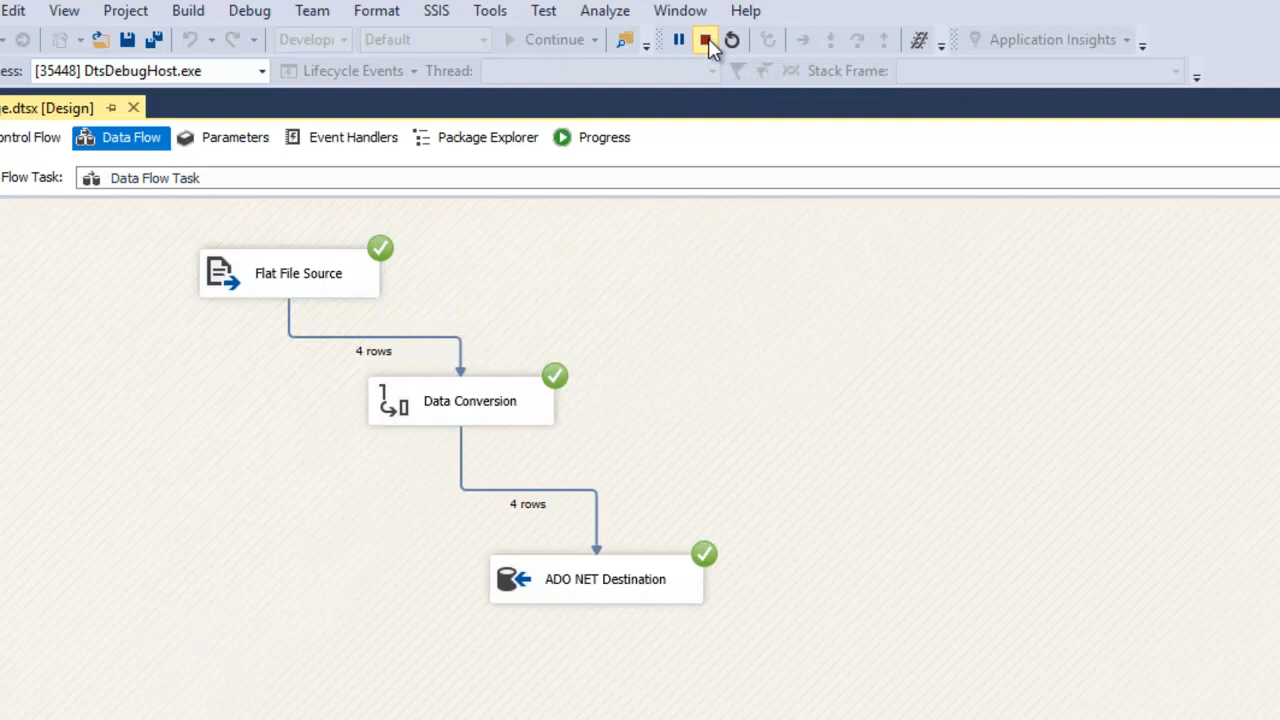 Edit View Project Build Debug Team Format SSIS Tools Test Analyze Window Help
Developi Default Continue Application Insights
ess: [35448] DtsDebugHost.exe Lifecycle Events Thread: Stack Frame:
ge.dtsx [Design]
ontrol Flow Data Flow Parameters Event Handlers Package Explorer Progress
Flow Task: Data Flow Task
Flat File Source
4 rows
Data Conversion
4 rows
ADO NET Destination